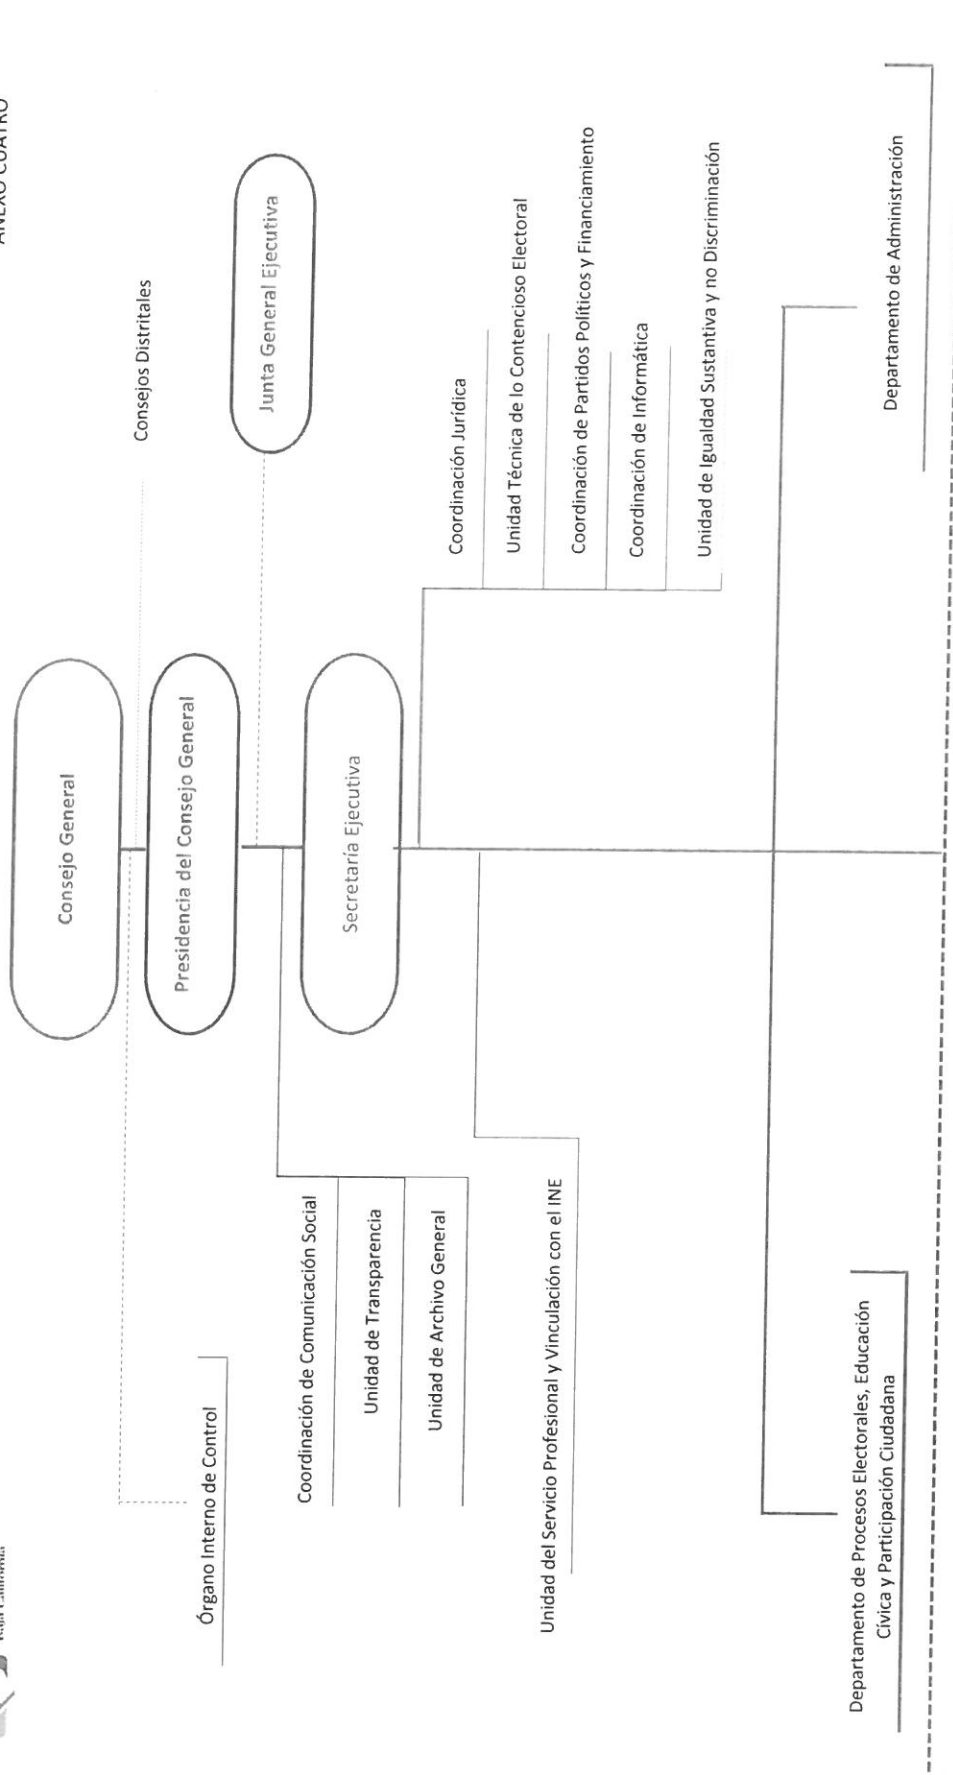 ANEXO CUATRO
Baja California
Consejo General
Consejos Distritales
Presidencia del Consejo General
Órgano Interno de Control
Junta General Ejecutiva
Coordinación de Comunicación Social
Secretaría Ejecutiva
Unidad de Transparencia
Unidad de Archivo General
Coordinación Jurídica
Unidad Técnica de lo Contencioso Electoral
Unidad del Servicio Profesional y Vinculación con el INE
Coordinación de Partidos Políticos y Financiamiento
Coordinación de Informática
Unidad de Igualdad Sustantiva y no Discriminación
Departamento de Procesos Electorales, Educación
Cívica y Participación Ciudadana
Departamento de Administración